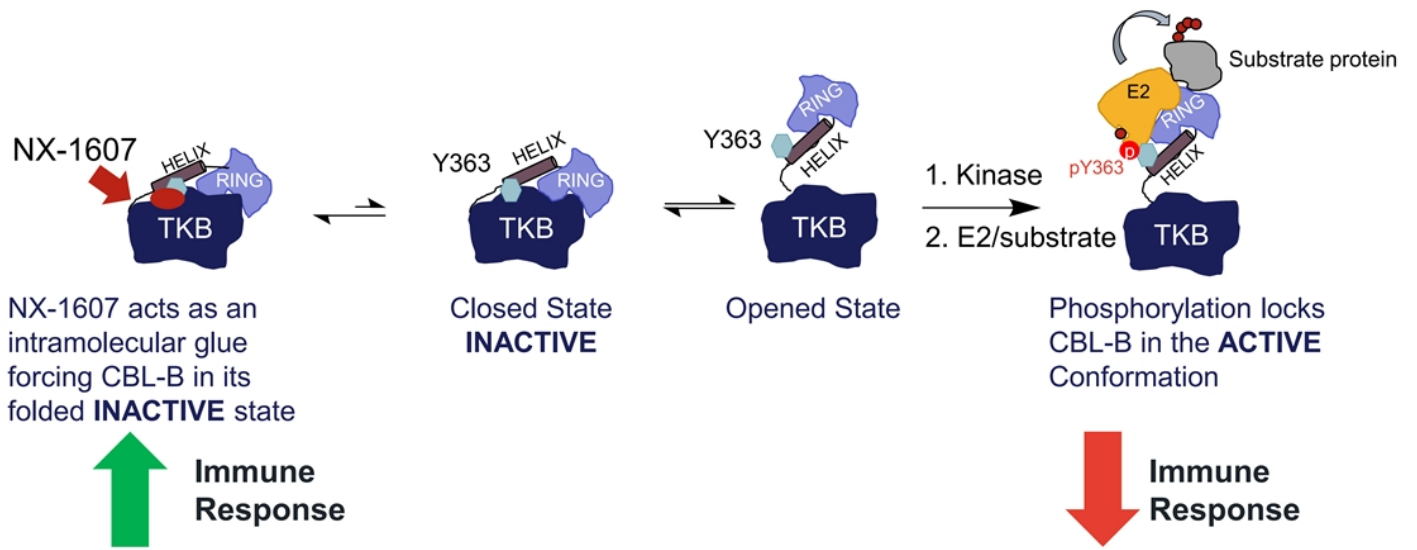 NX-1607
HELIX
RING
TKB
Y363
HELIX
RING
TKB
Y363
RING
HELIX
TKB
1. Kinase
2. E2/substrate
Substrate protein
E2
RING
p
pY363
HELIX
TKB
NX-1607 acts as an
intramolecular glue
forcing CBL-B in its
folded INACTIVE state
Closed State
INACTIVE
Opened State
Phosphorylation locks
CBL-B in the ACTIVE
Conformation
Immune
Response
Immune
Response